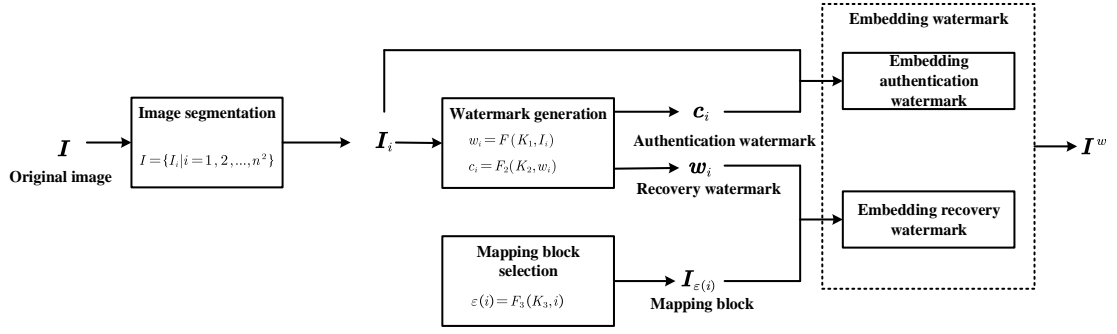 I
Original image
Image segmentation
I={I_i|i=1,2,...,n^2}
I_i
Watermark generation
w_i=F(K_1,I_i)
c_i=F_2(K_2,w_i)
c_i
Authentication watermark
w_i
Recovery watermark
Mapping block
selection
ε(i)=F_3(K_3,i)
I_ε(i)
Mapping block
Embedding watermark
Embedding
authentication
watermark
Embedding recovery
watermark
I^w